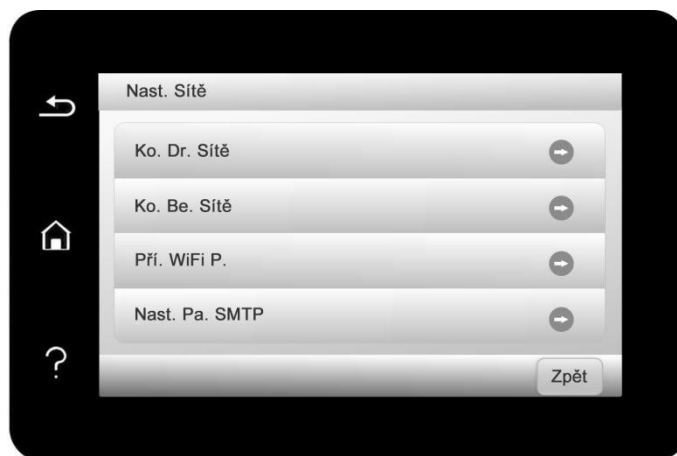 Nast. Sítě
Ko. Dr. Sítě
Ko. Be. Sítě
Pří. WiFi P.
Nast. Pa. SMTP
Zpět